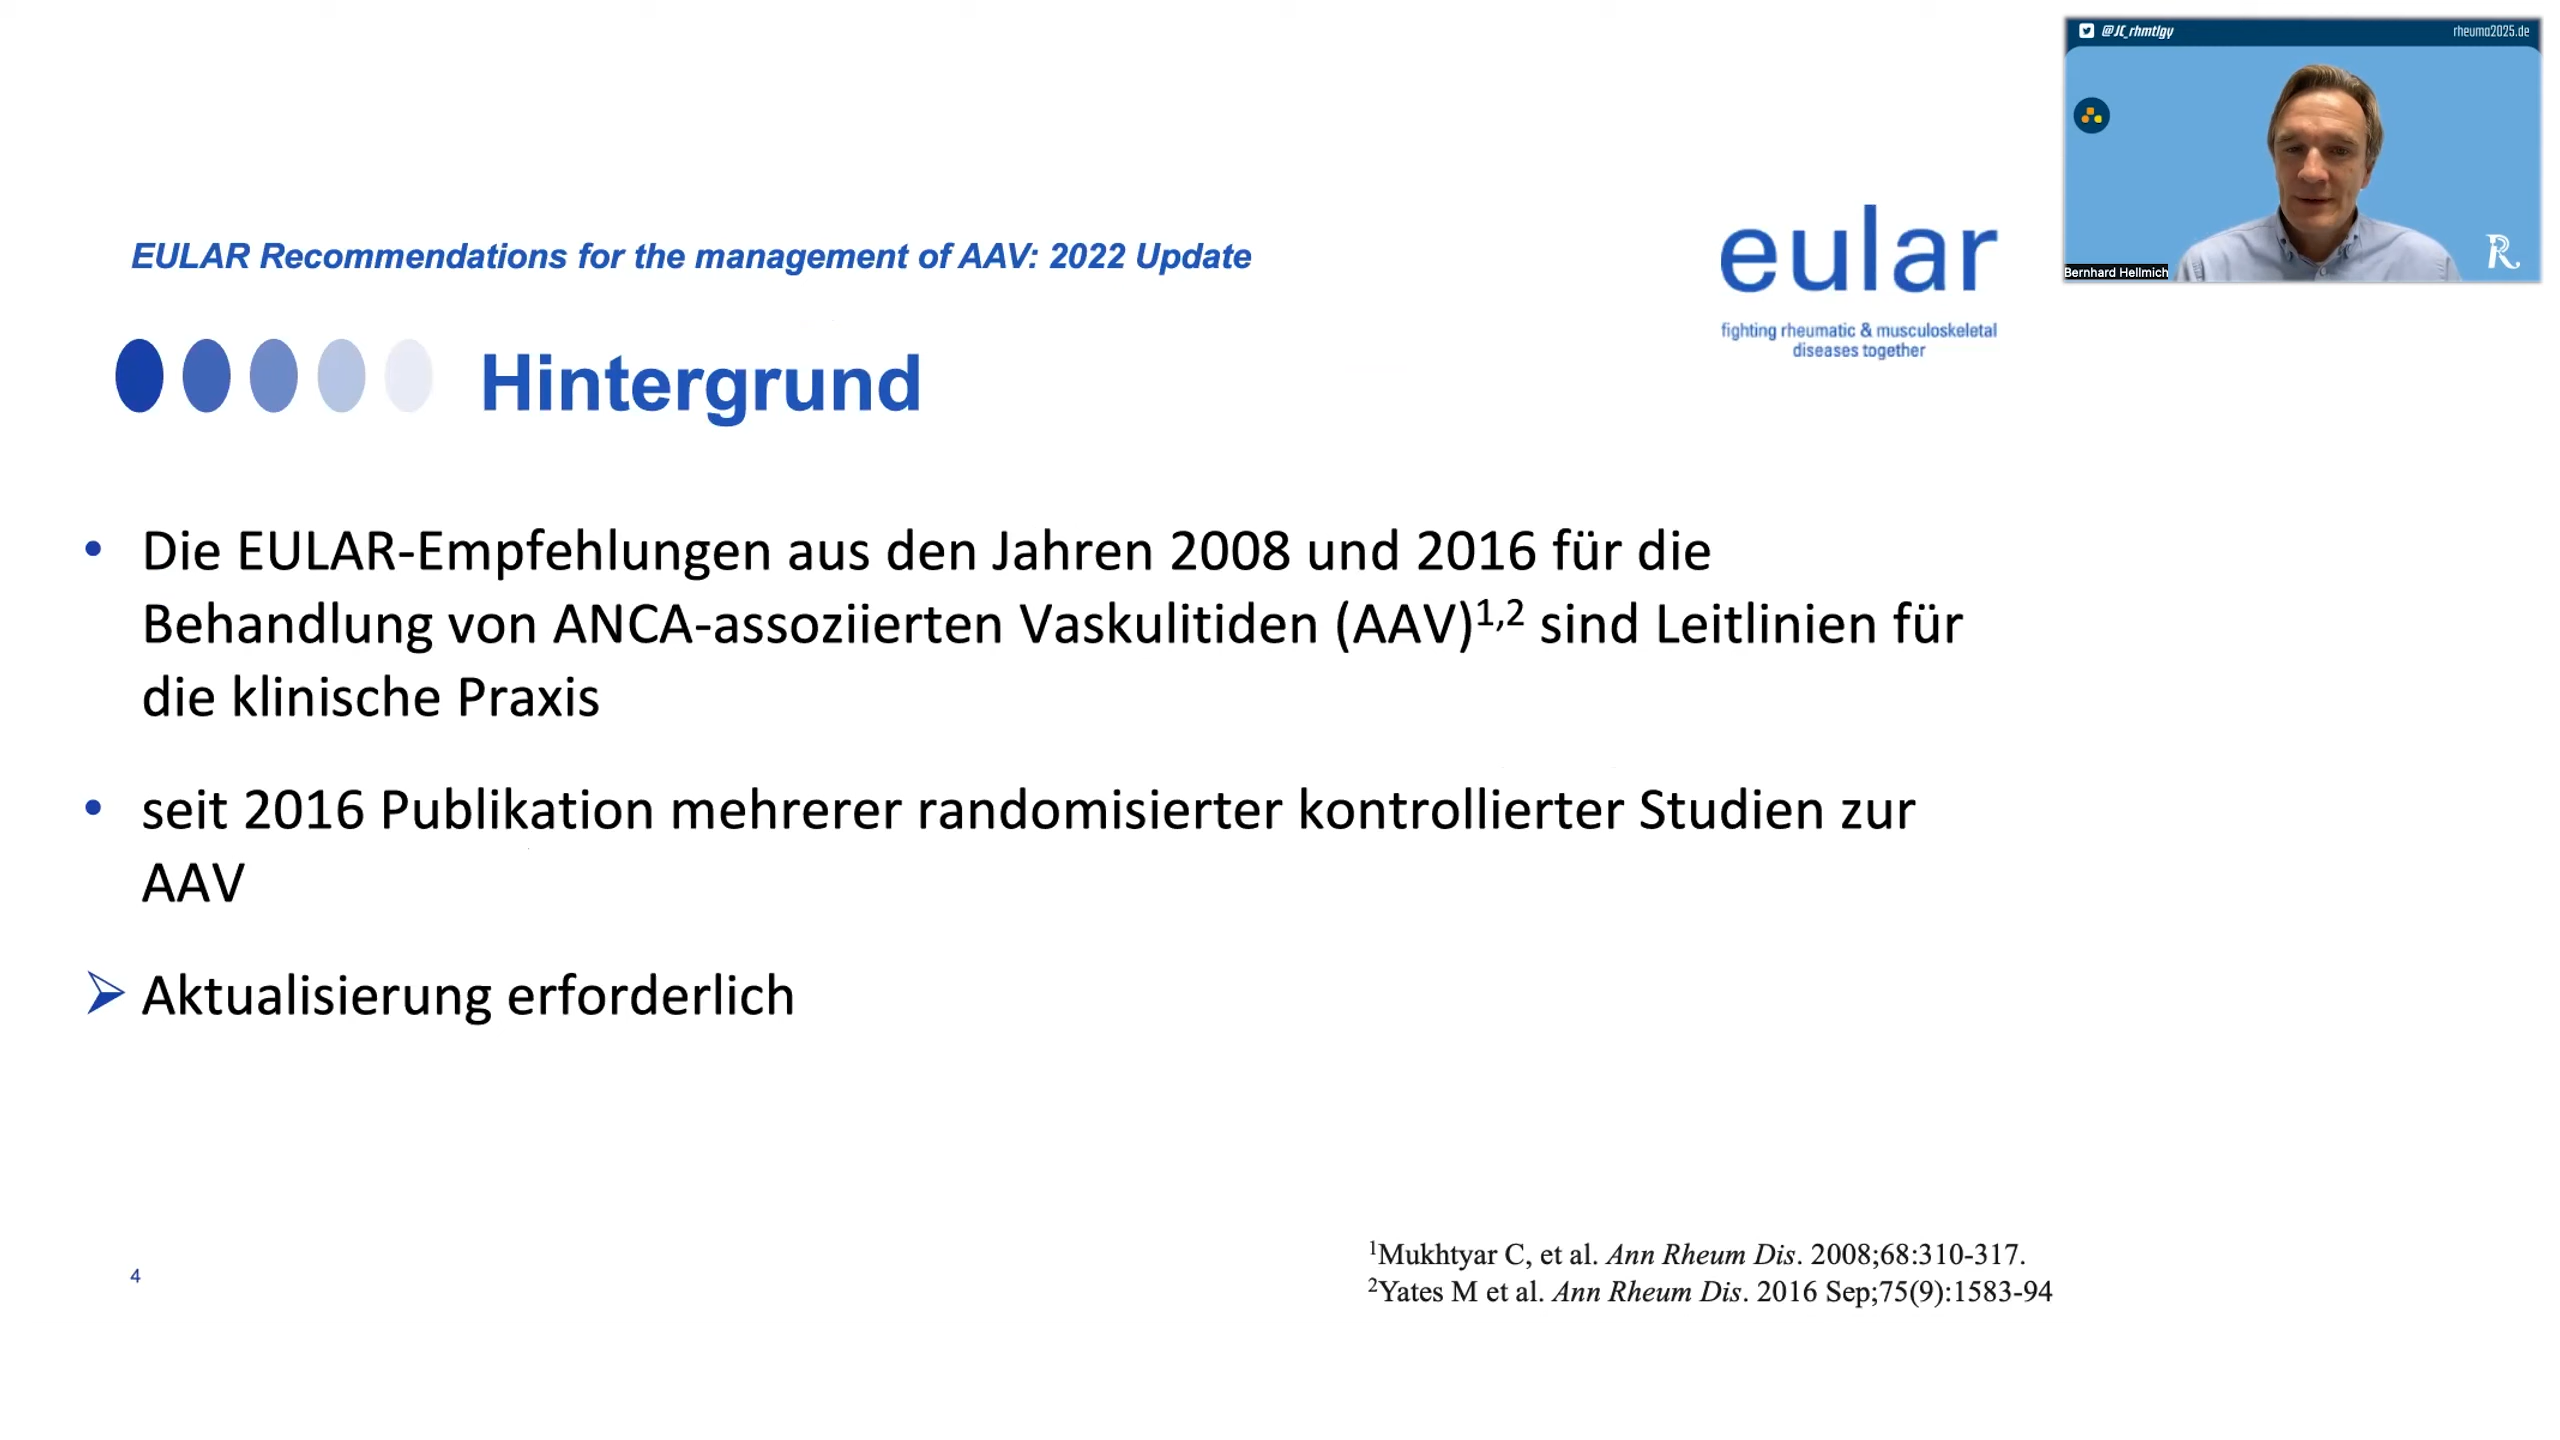 @JC_rhmtlgy
rheuma2025.de
Bernhard Hellmich
EULAR Recommendations for the management of AAV: 2022 Update
eular
fighting rheumatic & musculoskeletal
diseases together
Hintergrund
• Die EULAR-Empfehlungen aus den Jahren 2008 und 2016 für die
Behandlung von ANCA-assoziierten Vaskulitiden (AAV)¹,² sind Leitlinien für
die klinische Praxis
• seit 2016 Publikation mehrerer randomisierter kontrollierter Studien zur
AAV
➢ Aktualisierung erforderlich
¹Mukhtyar C, et al. Ann Rheum Dis. 2008;68:310-317.
²Yates M et al. Ann Rheum Dis. 2016 Sep;75(9):1583-94
4